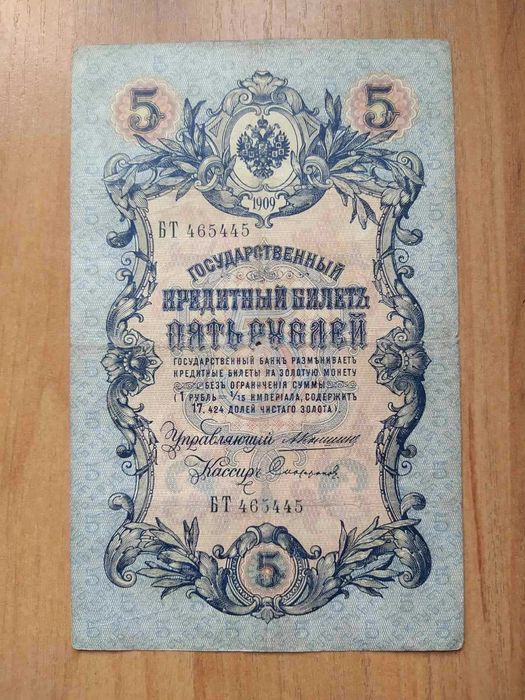 5 5
1909
БТ 465445
ГОСУДАРСТВЕННЫЙ
КРЕДИТНЫЙ БИЛЕТЪ
ПЯТЬ РУБЛЕЙ
ГОСУДАРСТВЕННЫЙ БАНКЪ РАЗМѢНИВАЕТЪ
КРЕДИТНЫЕ БИЛЕТЫ НА ЗОЛОТУЮ МОНЕТУ
БЕЗЪ ОГРАНИЧЕНІЯ СУММЫ
(1 РУБЛЬ = 1/15 ИМПЕРІАЛА, СОДЕРЖИТЪ
17,424 ДОЛЕЙ ЧИСТАГО ЗОЛОТА).
Управляющій
Кассиръ
БТ 465445
5